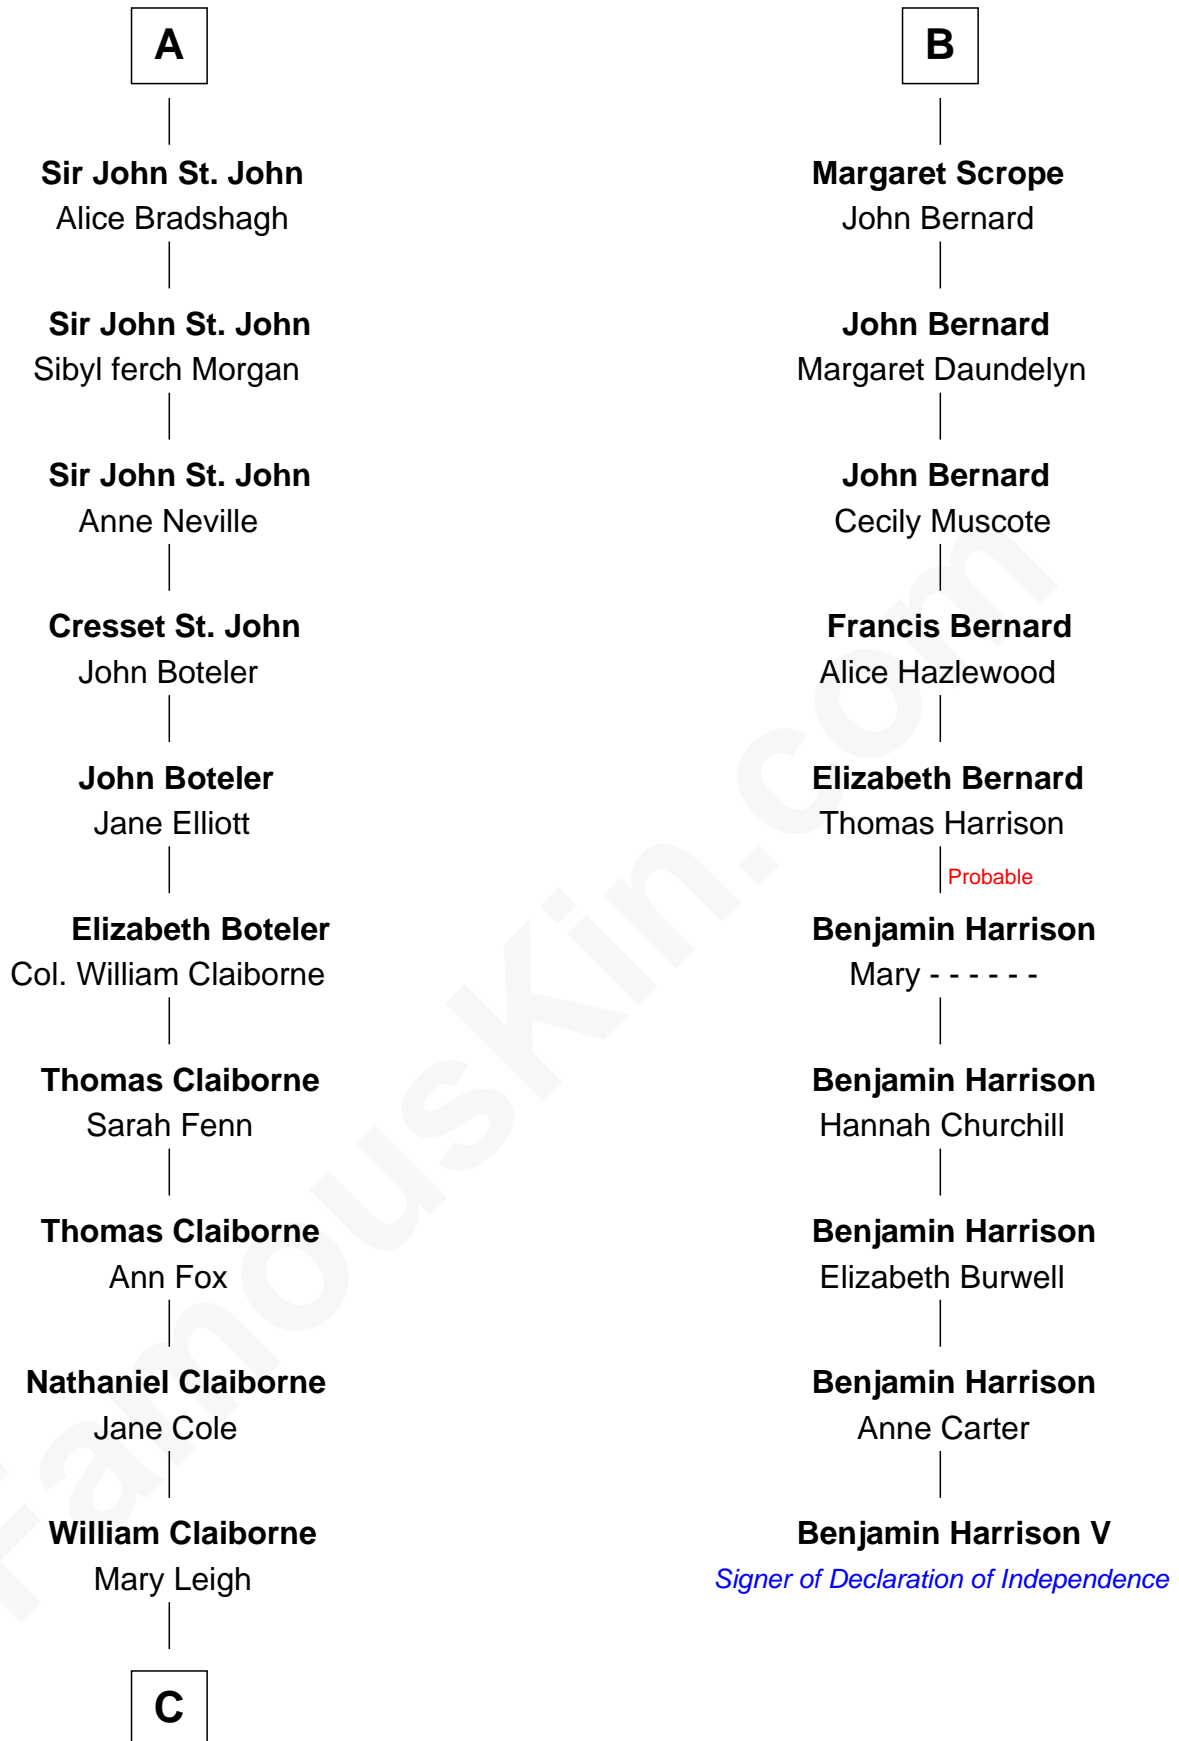 A
Sir John St. John
Alice Bradshagh
Sir John St. John
Sibyl ferch Morgan
Sir John St. John
Anne Neville
Cresset St. John
John Boteler
John Boteler
Jane Elliott
Elizabeth Boteler
Col. William Claiborne
Thomas Claiborne
Sarah Fenn
Thomas Claiborne
Ann Fox
Nathaniel Claiborne
Jane Cole
William Claiborne
Mary Leigh
C
B
Margaret Scrope
John Bernard
John Bernard
Margaret Daundelyn
John Bernard
Cecily Muscote
Francis Bernard
Alice Hazlewood
Elizabeth Bernard
Thomas Harrison
Probable
Benjamin Harrison
Mary - - - - - -
Benjamin Harrison
Hannah Churchill
Benjamin Harrison
Elizabeth Burwell
Benjamin Harrison
Anne Carter
Benjamin Harrison V
Signer of Declaration of Independence
FamousKin.com